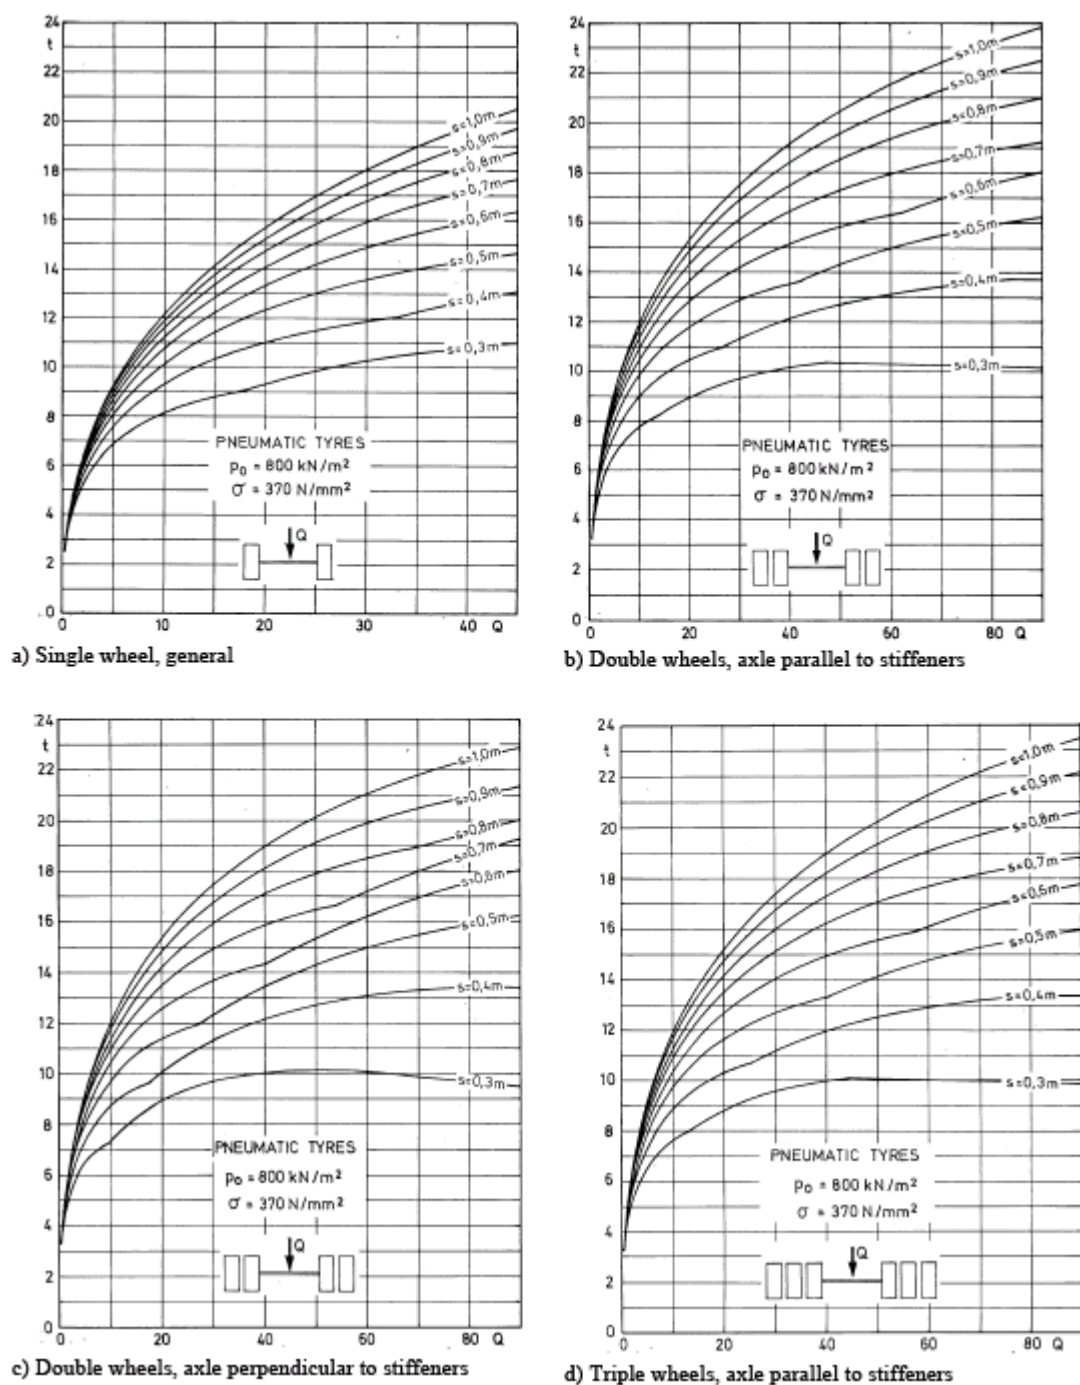 24
t
22
20
18
16
14
12
10
8
6
4
2
0
s=1,0m
s=0,9m
s=0,8m
s=0,7m
s=0,6m
s=0,5m
s=0,4m
s=0,3m
PNEUMATIC TYRES
p₀ = 800 kN/m²
σ = 370 N/mm²
Q
0 10 20 30 40 Q
a) Single wheel, general
24
t
22
20
18
16
14
12
10
8
6
4
2
0
s=1,0m
s=0,9m
s=0,8m
s=0,7m
s=0,6m
s=0,5m
s=0,4m
s=0,3m
PNEUMATIC TYRES
p₀ = 800 kN/m²
σ = 370 N/mm²
Q
0 20 40 60 80 Q
b) Double wheels, axle parallel to stiffeners
24
t
22
20
18
16
14
12
10
8
6
4
2
0
s=1,0m
s=0,9m
s=0,8m
s=0,7m
s=0,6m
s=0,5m
s=0,4m
s=0,3m
PNEUMATIC TYRES
p₀ = 800 kN/m²
σ = 370 N/mm²
Q
0 20 40 60 80 Q
c) Double wheels, axle perpendicular to stiffeners
24
t
22
20
18
16
14
12
10
8
6
4
2
0
s=1,0m
s=0,9m
s=0,8m
s=0,7m
s=0,6m
s=0,5m
s=0,4m
s=0,3m
PNEUMATIC TYRES
p₀ = 800 kN/m²
σ = 370 N/mm²
Q
0 20 40 60 80 Q
d) Triple wheels, axle parallel to stiffeners